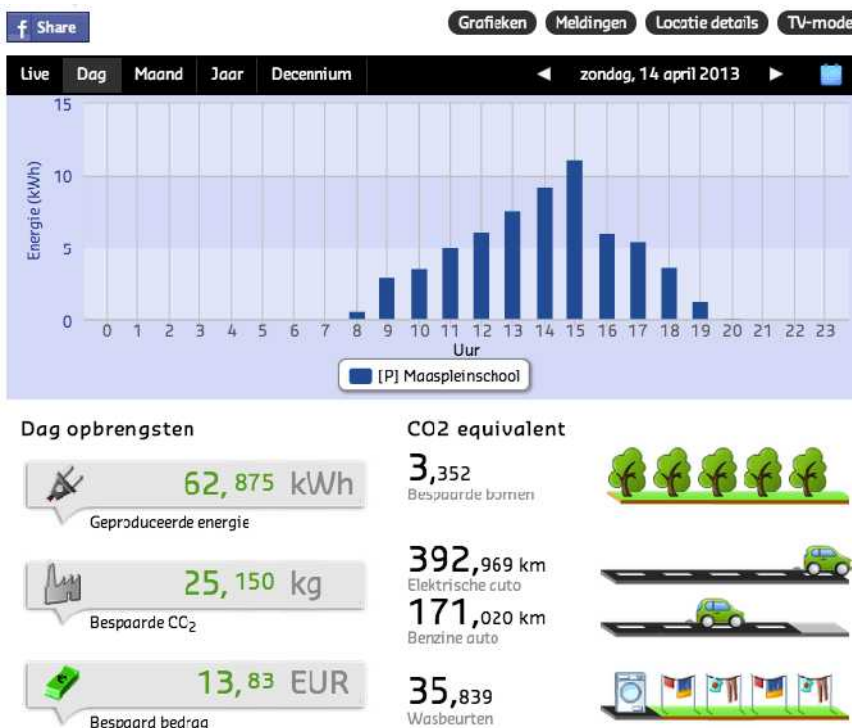 f Share
Grafieken Meldingen Locatie details TV-mode
Live Dag Maand Jaar Decennium ◄ zondag, 14 april 2013 ►
Energie (kWh)
15
10
5
0
0 1 2 3 4 5 6 7 8 9 10 11 12 13 14 15 16 17 18 19 20 21 22 23
Uur
[P] Maaspleinschool
Dag opbrengsten
62,875 kWh
Geproduceerde energie
25,150 kg
Bespaarde CO2
13,83 EUR
Bespaard bedrag
CO2 equivalent
3,352
Bespaarde bomen
392,969 km
Elektrische auto
171,020 km
Benzine auto
35,839
Wasbeurten